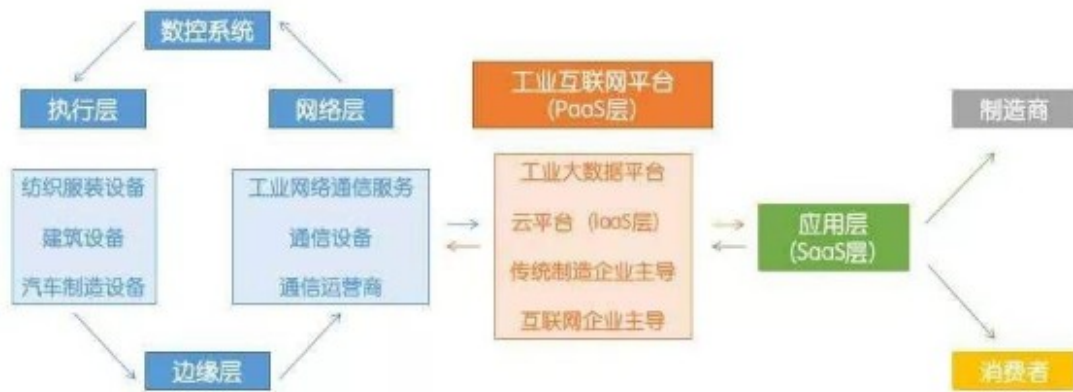 数控系统
执行层
网络层
工业互联网平台
(PaaS层)
制造商
纺织服装设备
建筑设备
汽车制造设备
工业网络通信服务
通信设备
通信运营商
工业大数据平台
云平台（IaaS层）
传统制造企业主导
互联网企业主导
应用层
(SaaS层)
边缘层
消费者